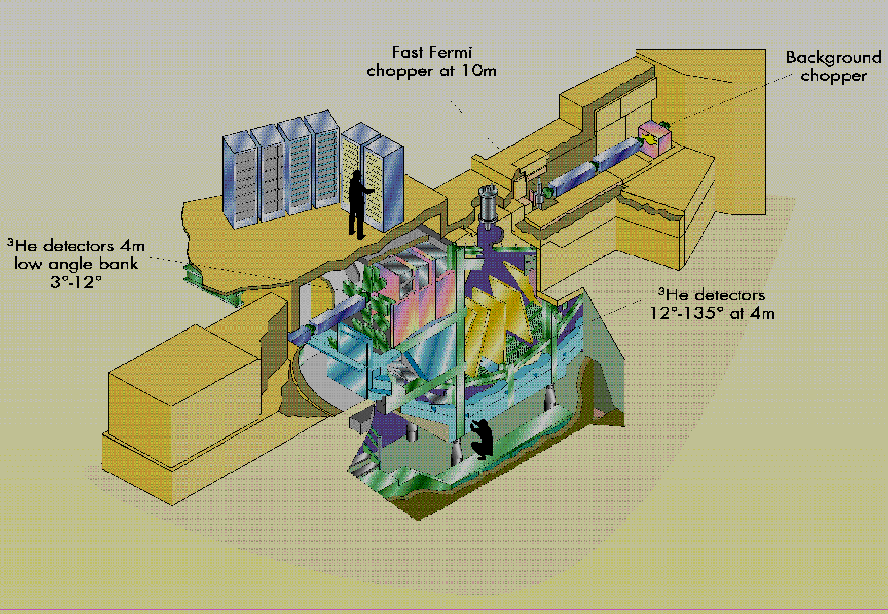 Fast Fermi
chopper at 10m
Background
chopper
³He detectors 4m
low angle bank
3°-12°
³He detectors
12°-135° at 4m